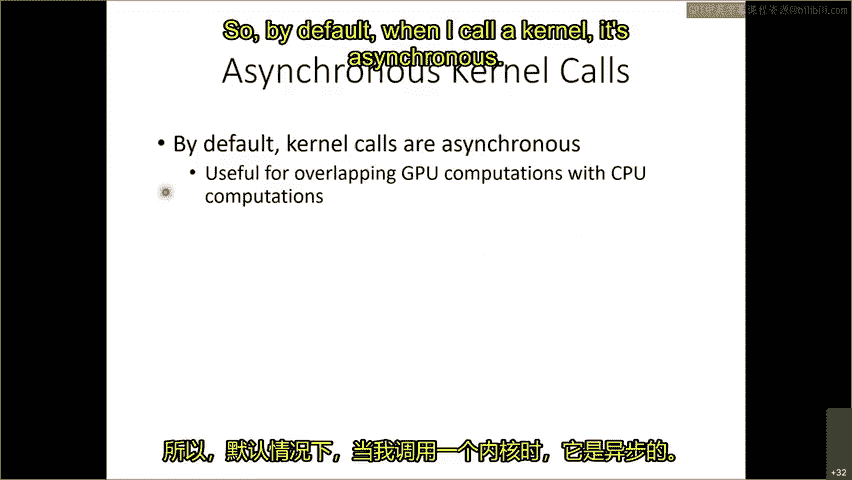 So, by default, when I call a kernel, it's
asynchronous.
Asynchronous Kernel Calls
• By default, kernel calls are asynchronous
• Useful for overlapping GPU computations with CPU
computations
所以，默认情况下，当我调用一个内核时，它是异步的。
+32